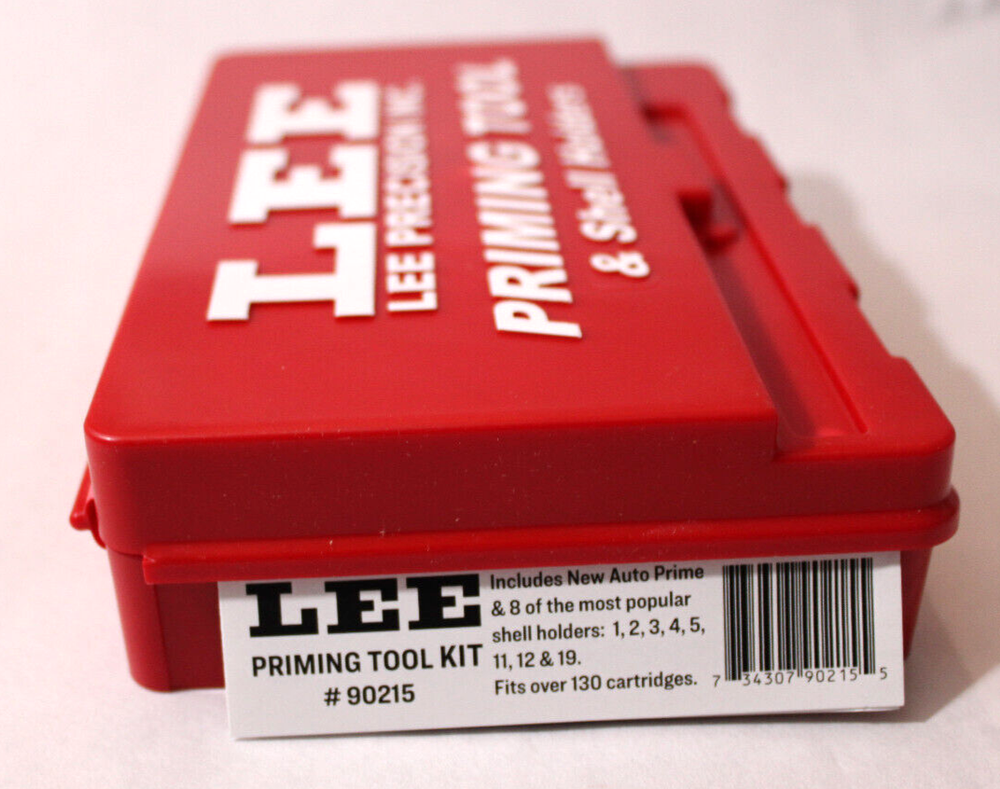 LEE
LEE PRECISION INC.
PRIMING TOOL
& Shell Holders
LEE
PRIMING TOOL KIT
# 90215
Includes New Auto Prime
& 8 of the most popular
shell holders: 1, 2, 3, 4, 5,
11, 12 & 19.
Fits over 130 cartridges.
7 34307 90215 5